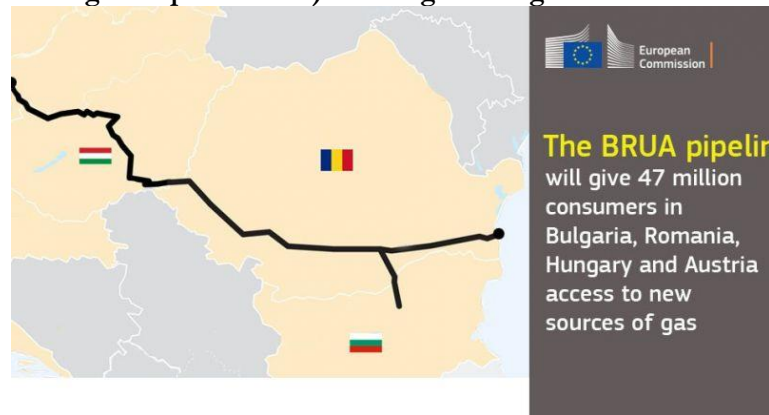 European
Commission
The BRUA pipelin
will give 47 million
consumers in
Bulgaria, Romania,
Hungary and Austria
access to new
sources of gas